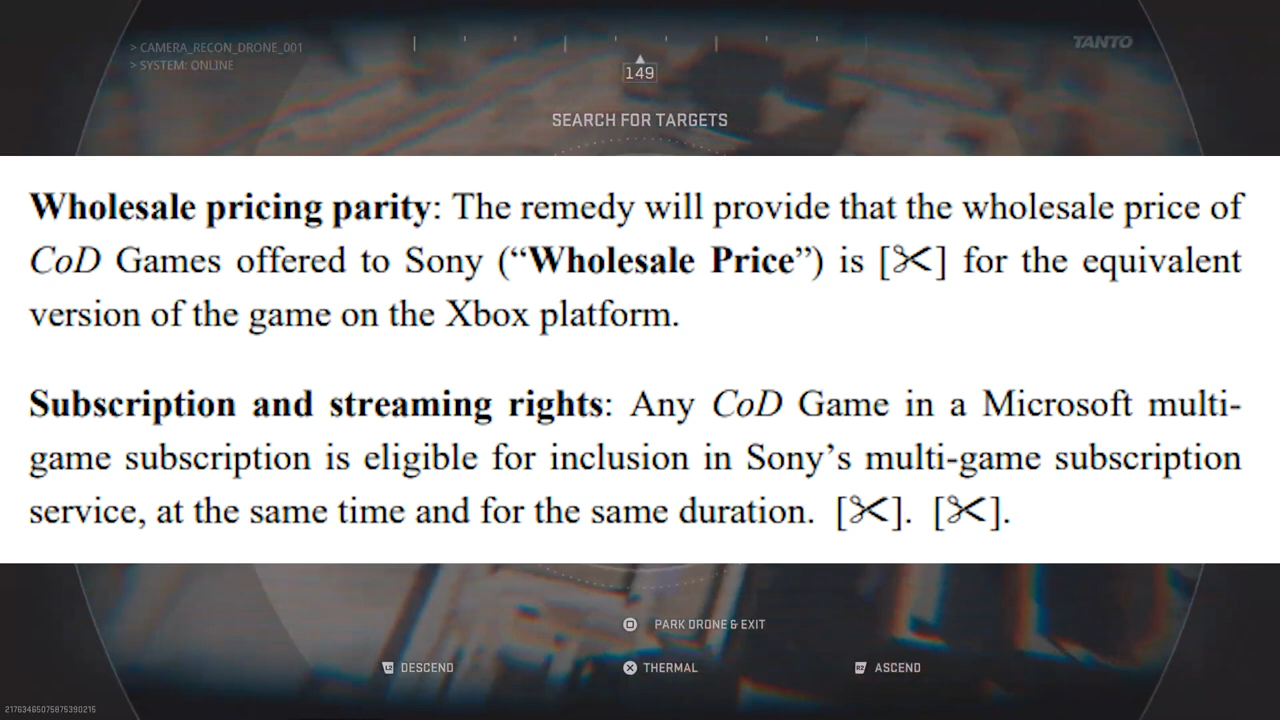 > CAMERA_RECON_DRONE_001
> SYSTEM: ONLINE
TANTO
149
SEARCH FOR TARGETS
Wholesale pricing parity: The remedy will provide that the wholesale price of
CoD Games offered to Sony (“Wholesale Price”) is [✂] for the equivalent
version of the game on the Xbox platform.
Subscription and streaming rights: Any CoD Game in a Microsoft multi-
game subscription is eligible for inclusion in Sony’s multi-game subscription
service, at the same time and for the same duration. [✂]. [✂].
PARK DRONE & EXIT
L2 DESCEND
THERMAL
R2 ASCEND
21763465075875390215